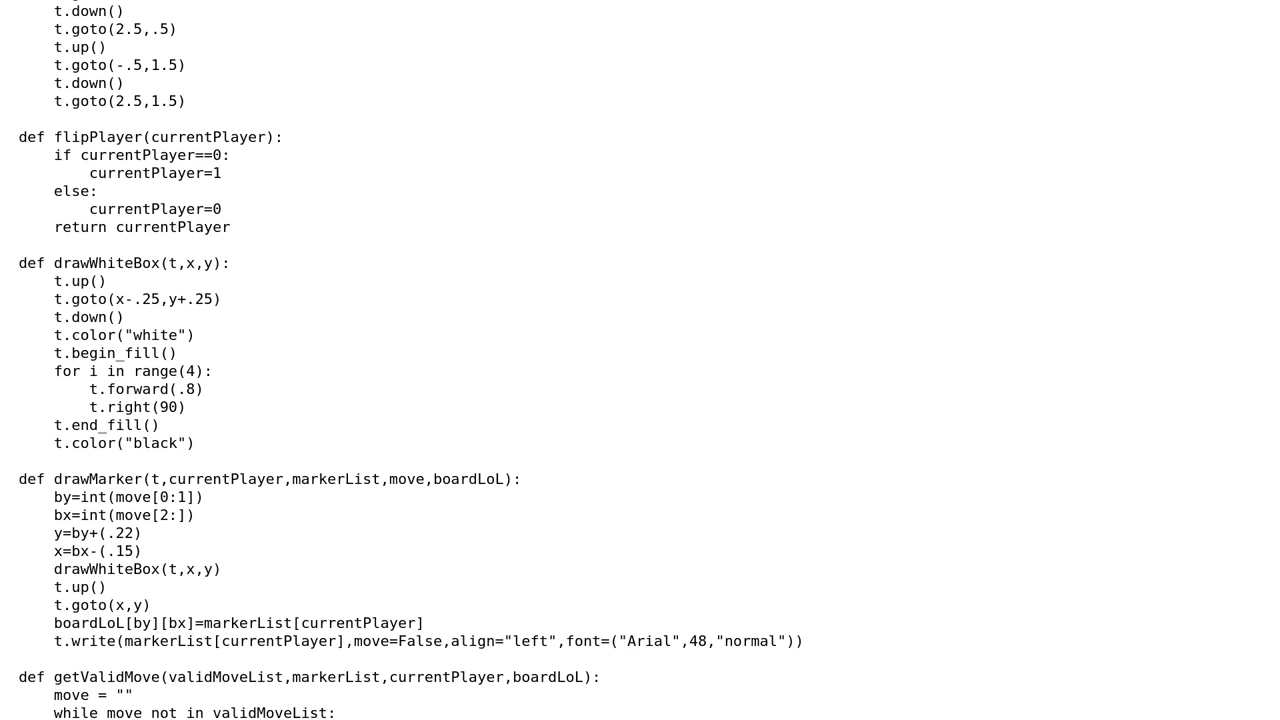 t.down()
    t.goto(2.5,.5)
    t.up()
    t.goto(-.5,1.5)
    t.down()
    t.goto(2.5,1.5)

def flipPlayer(currentPlayer):
    if currentPlayer==0:
        currentPlayer=1
    else:
        currentPlayer=0
    return currentPlayer

def drawWhiteBox(t,x,y):
    t.up()
    t.goto(x-.25,y+.25)
    t.down()
    t.color("white")
    t.begin_fill()
    for i in range(4):
        t.forward(.8)
        t.right(90)
    t.end_fill()
    t.color("black")

def drawMarker(t,currentPlayer,markerList,move,boardLoL):
    by=int(move[0:1])
    bx=int(move[2:])
    y=by+(.22)
    x=bx-(.15)
    drawWhiteBox(t,x,y)
    t.up()
    t.goto(x,y)
    boardLoL[by][bx]=markerList[currentPlayer]
    t.write(markerList[currentPlayer],move=False,align="left",font=("Arial",48,"normal"))

def getValidMove(validMoveList,markerList,currentPlayer,boardLoL):
    move = ""
    while move not in validMoveList: